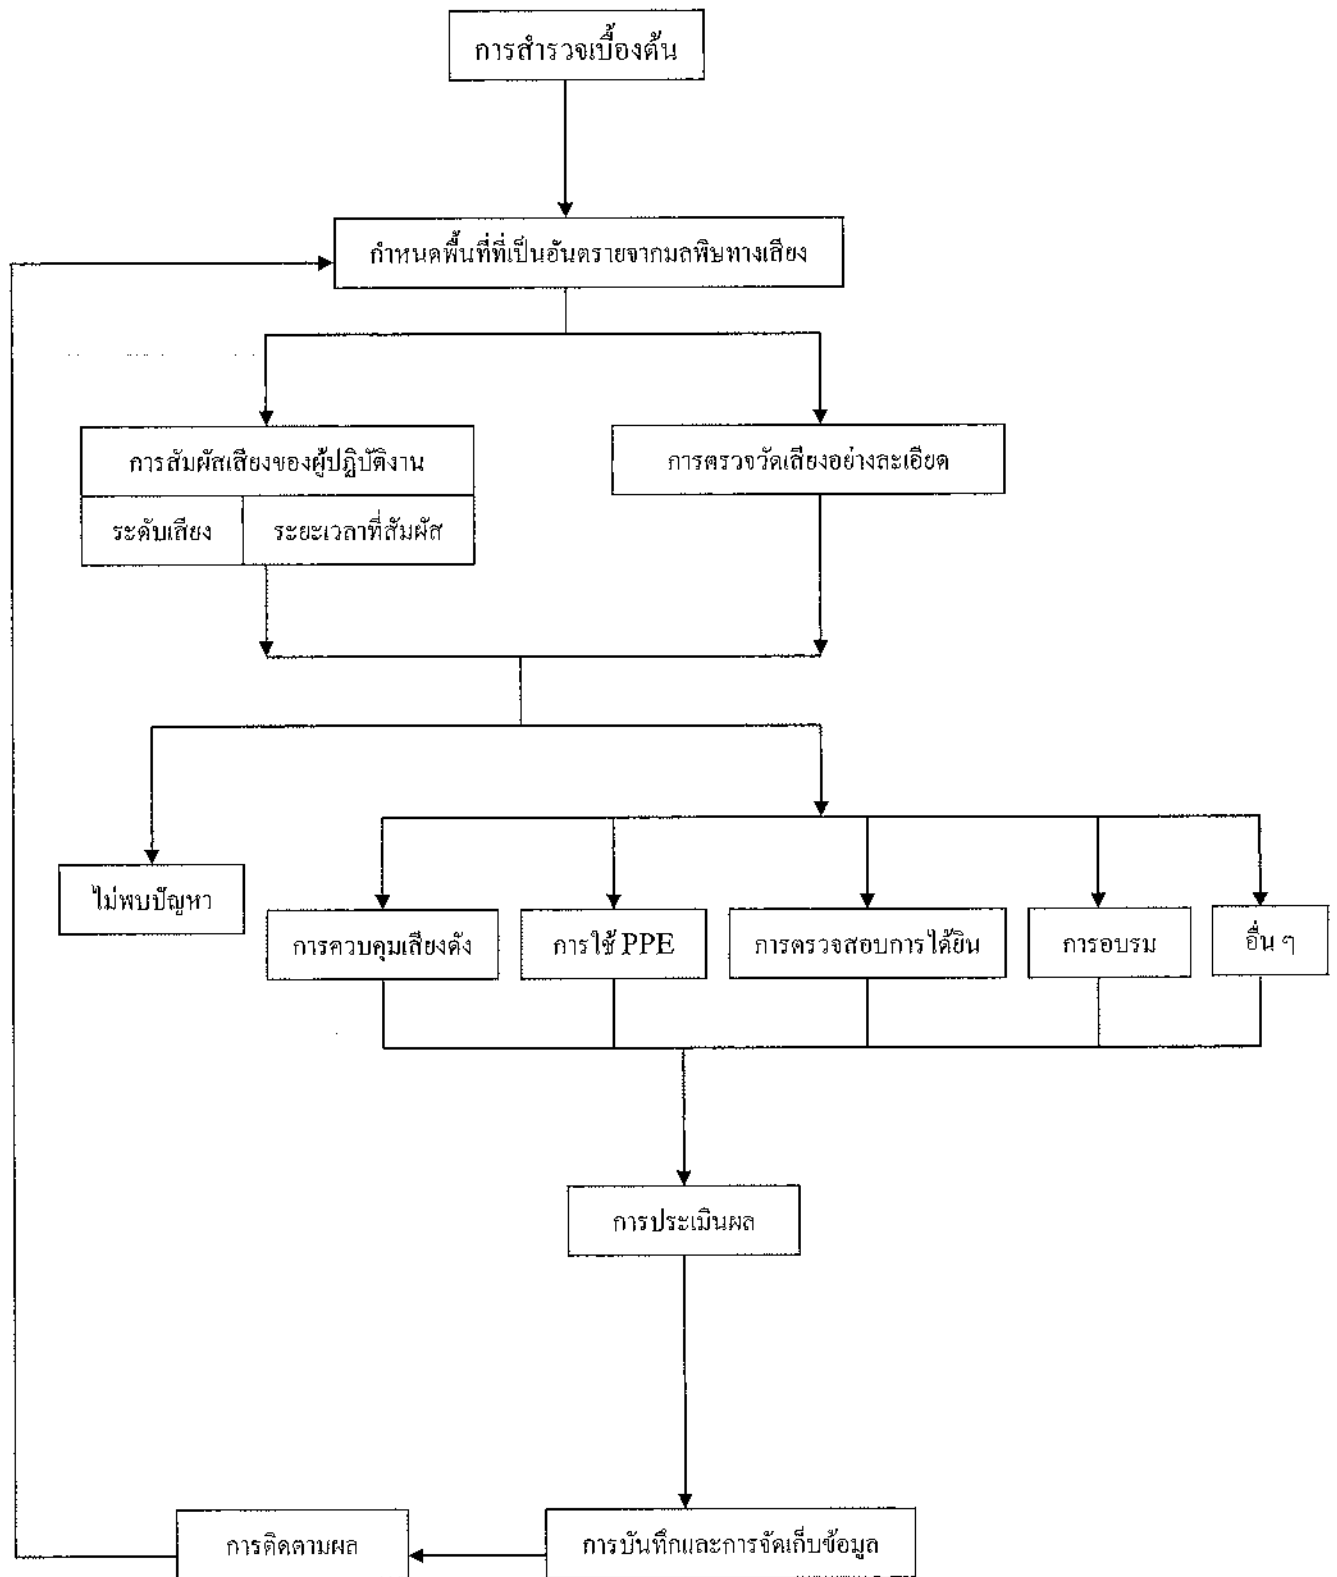 การสำรวจเบื้องต้น
กำหนดพื้นที่ที่เป็นอันตรายจากมลพิษทางเสียง
การสัมผัสเสียงของผู้ปฏิบัติงาน
การตรวจวัดเสียงอย่างละเอียด
ระดับเสียง
ระยะเวลาที่สัมผัส
ไม่พบปัญหา
การควบคุมเสียงดัง
การใช้ PPE
การตรวจสอบการได้ยิน
การอบรม
อื่น ๆ
การประเมินผล
การติดตามผล
การบันทึกและการจัดเก็บข้อมูล